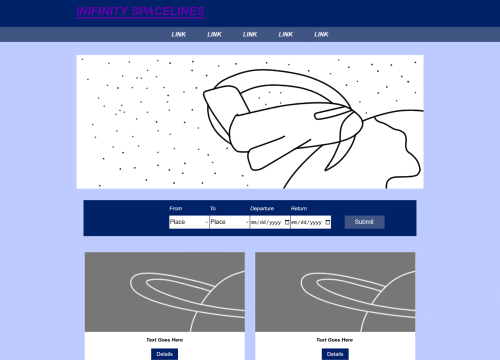 INIFINITY SPACELINES
LINK LINK LINK LINK LINK
From To Departure Return
Place Place mm/dd/yyyy mm/dd/yyyy Submit
Text Goes Here Text Goes Here
Details Details